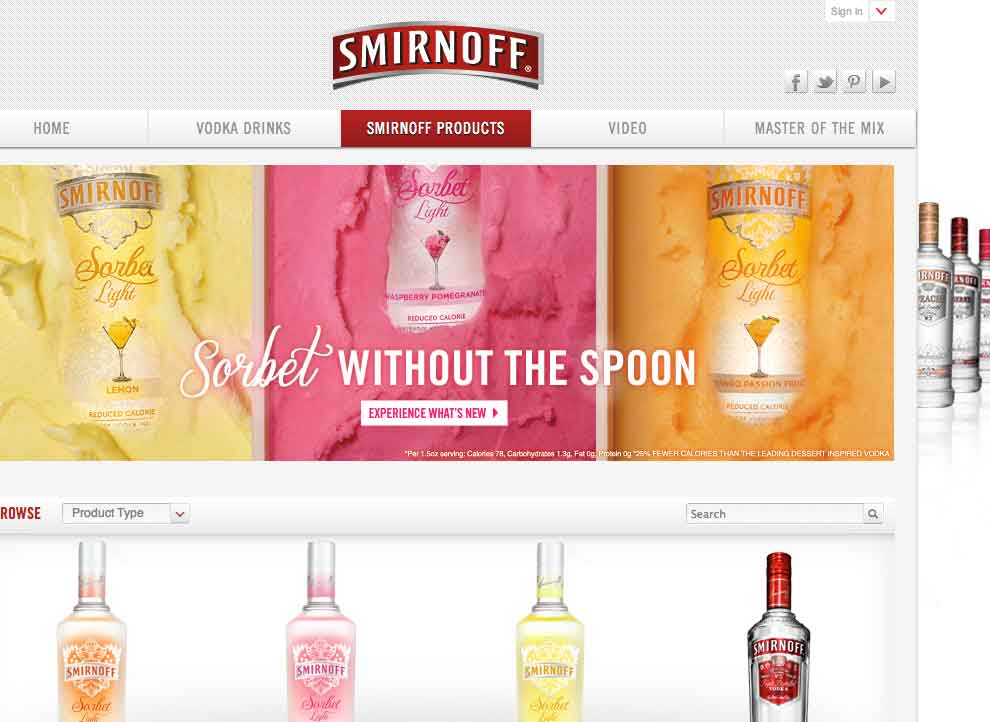 Sign in
SMIRNOFF
HOME
VODKA DRINKS
SMIRNOFF PRODUCTS
VIDEO
MASTER OF THE MIX
SMIRNOFF
Sorbet
Light
LEMON
REDUCED CALORIE
Sorbet
Light
RASPBERRY POMEGRANATE
REDUCED CALORIE
SMIRNOFF
Sorbet
Light
MANGO PASSION FRUIT
REDUCED CALORIE
Sorbet WITHOUT THE SPOON
EXPERIENCE WHAT'S NEW
*Per 1.5oz serving: Calories 78, Carbohydrates 1.3g, Fat 0g, Protein 0g *25% FEWER CALORIES THAN THE LEADING DESSERT INSPIRED VODKA
ROWSE
Product Type
Search
SMIRNOFF
Sorbet
Light
SMIRNOFF
Sorbet
Light
SMIRNOFF
Sorbet
Light
SMIRNOFF
VODKA